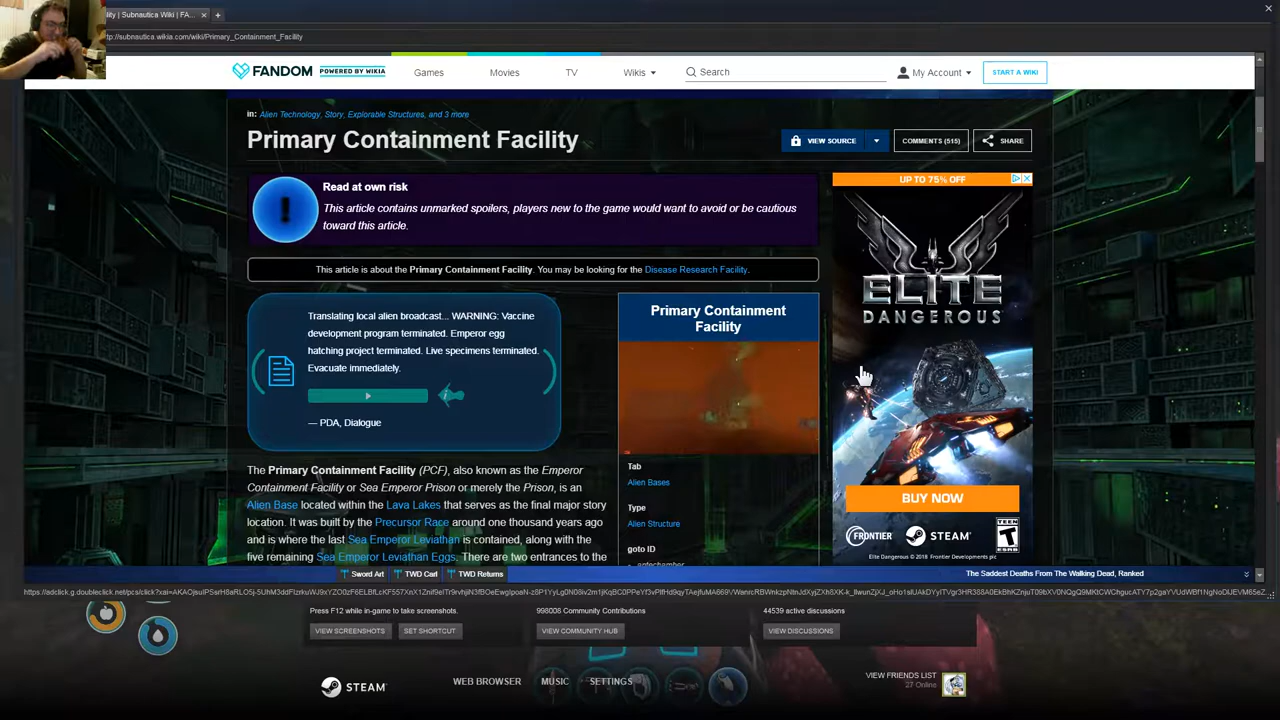 lity | Subnautica Wiki | FA...
tp://subnautica.wikia.com/wiki/Primary_Containment_Facility
FANDOM POWERED BY WIKIA
Games
Movies
TV
Wikis
Search
My Account
START A WIKI
in: Alien Technology, Story, Explorable Structures, and 3 more
Primary Containment Facility
VIEW SOURCE
COMMENTS (515)
SHARE
Read at own risk
This article contains unmarked spoilers, players new to the game would want to avoid or be cautious
toward this article.
This article is about the Primary Containment Facility. You may be looking for the Disease Research Facility.
Translating local alien broadcast... WARNING: Vaccine
development program terminated. Emperor egg
hatching project terminated. Live specimens terminated.
Evacuate immediately.
— PDA, Dialogue
The Primary Containment Facility (PCF), also known as the Emperor
Containment Facility or Sea Emperor Prison or merely the Prison, is an
Alien Base located within the Lava Lakes that serves as the final major story
location. It was built by the Precursor Race around one thousand years ago
and is where the last Sea Emperor Leviathan is contained, along with the
five remaining Sea Emperor Leviathan Eggs. There are two entrances to the
Primary Containment
Facility
Tab
Alien Bases
Type
Alien Structure
goto ID
UP TO 75% OFF
ELITE
DANGEROUS
BUY NOW
FRONTIER
STEAM
TEEN
T
ESRB
Elite Dangerous © 2018 Frontier Developments plc
Sword Art
TWD Carl
TWD Returns
The Saddest Deaths From The Walking Dead, Ranked
Press F12 while in-game to take screenshots.
VIEW SCREENSHOTS
SET SHORTCUT
998008 Community Contributions
VIEW COMMUNITY HUB
44539 active discussions
VIEW DISCUSSIONS
STEAM
WEB BROWSER
MUSIC
SETTINGS
VIEW FRIENDS LIST
27 Online